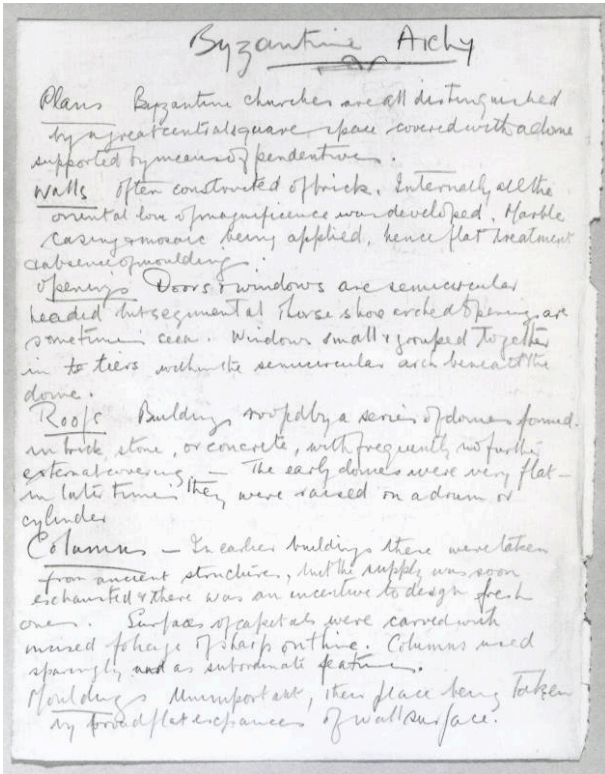 Byzantine Archy
Plans Byzantine churches are all distinguished
by a great central square space covered with a dome
supported by means of pendentives.
Walls often constructed of brick. Internally all the
oriental love of magnificence was developed. Marble
casing & mosaic being applied, hence flat treatment
& absence of moulding.
Openings Doors & windows are semicircular
headed but segmental & horse shoe arched openings are
sometimes seen. Windows small & grouped together
in tiers within the semicircular arch beneath the
dome.
Roofs Buildings roofed by a series of domes formed
in brick, stone, or concrete, with frequently no further
external covering — The early domes were very flat —
in later times they were raised on a drum or
cylinder
Columns — In earlier buildings these were taken
from ancient structures, but the supply was soon
exhausted & there was an incentive to design fresh
ones. Surfaces of capitals were carved with
incised foliage of sharp outline. Columns used
sparingly and as subordinate features.
Mouldings Unimportant, their place being taken
by broad flat expanses of wall surface.